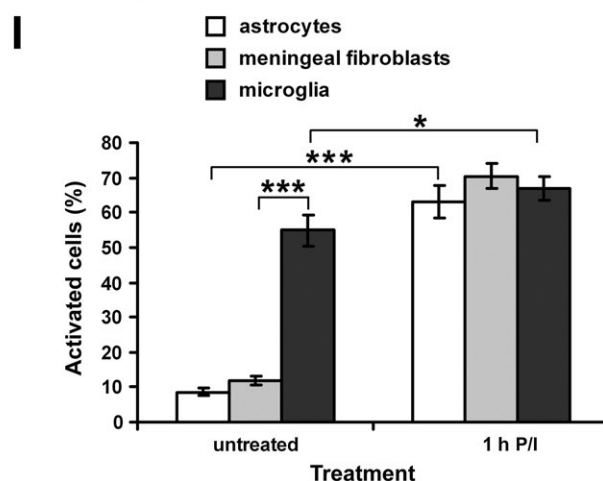 I
astrocytes
meningeal fibroblasts
microglia
*
***
***
80
70
60
50
40
30
20
10
0
Activated cells (%)
untreated
1 h P/I
Treatment